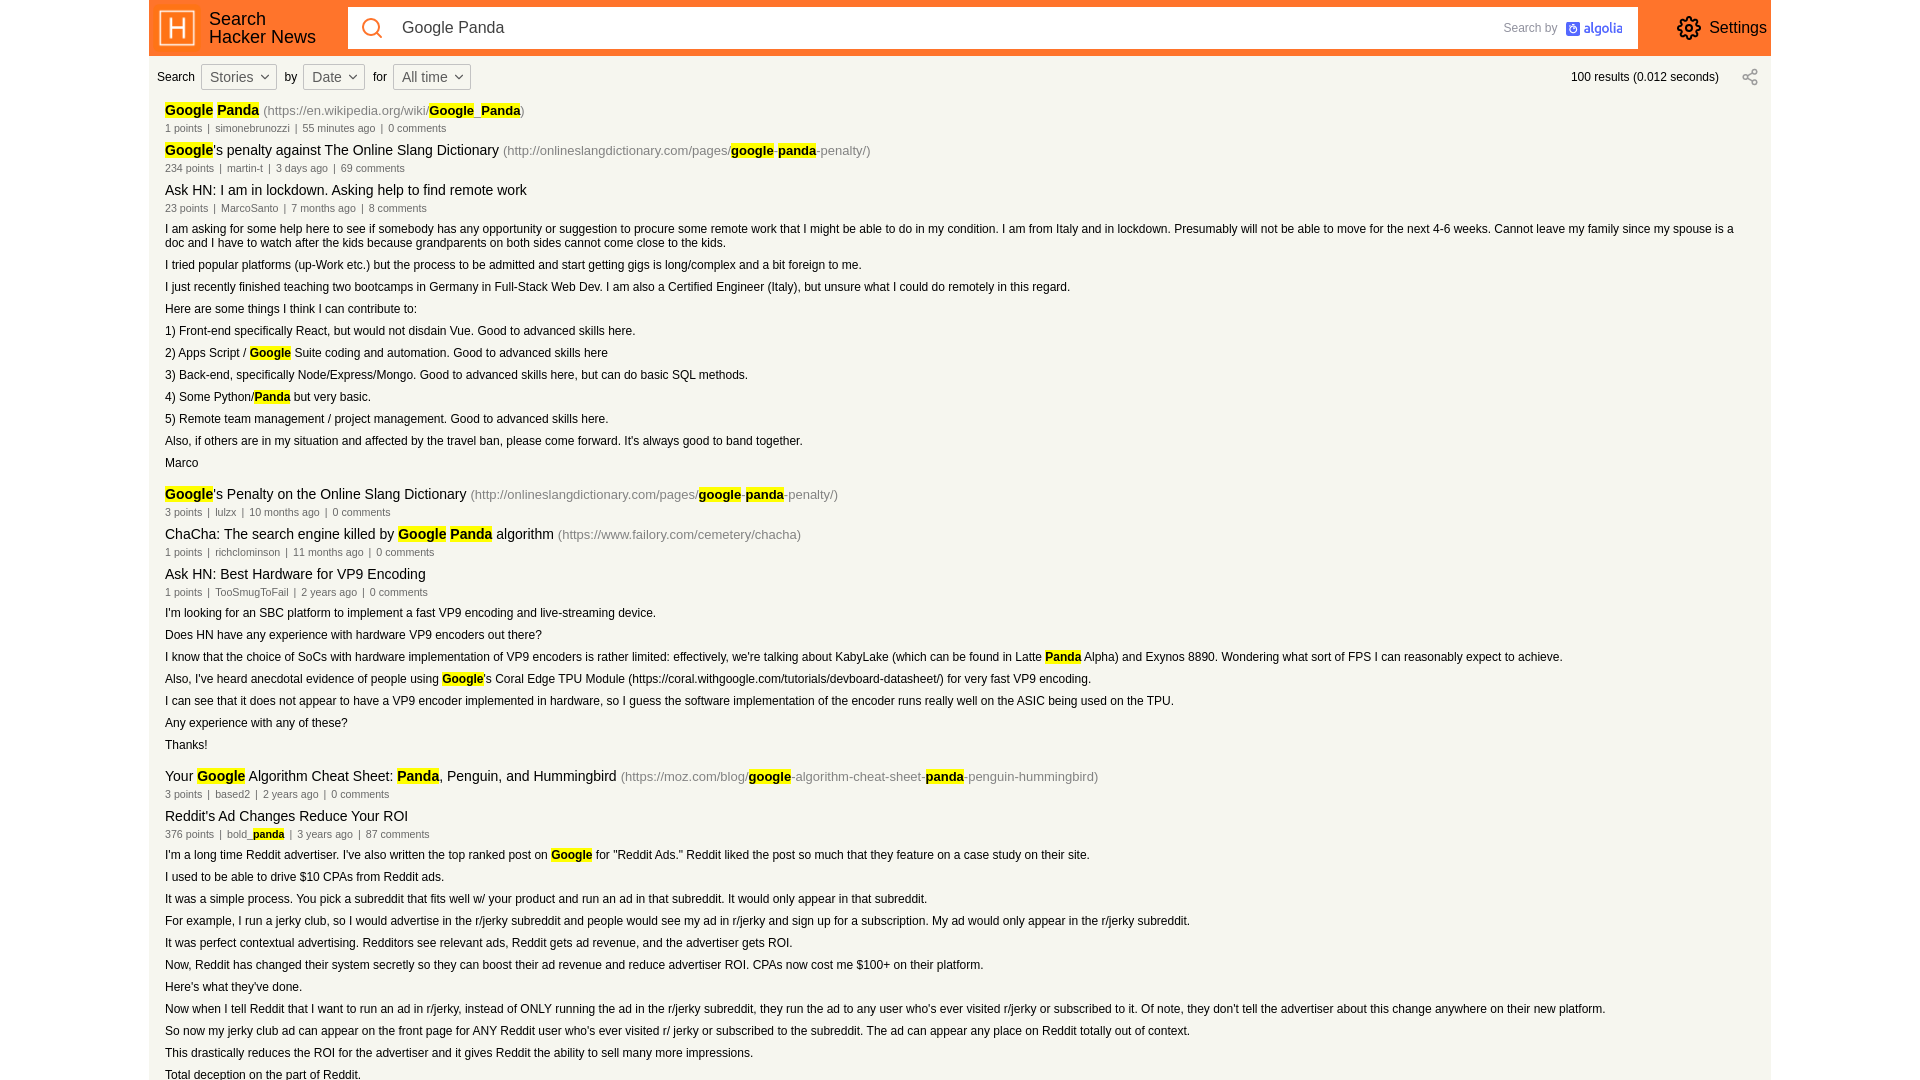 H
Search
Hacker News
Google Panda
Search by algolia
Settings
Search Stories by Date for All time
100 results (0.012 seconds)
Google Panda (https://en.wikipedia.org/wiki/Google_Panda)
1 points | simonebrunozzi | 55 minutes ago | 0 comments
Google's penalty against The Online Slang Dictionary (http://onlineslangdictionary.com/pages/google-panda-penalty/)
234 points | martin-t | 3 days ago | 69 comments
Ask HN: I am in lockdown. Asking help to find remote work
23 points | MarcoSanto | 7 months ago | 8 comments
I am asking for some help here to see if somebody has any opportunity or suggestion to procure some remote work that I might be able to do in my condition. I am from Italy and in lockdown. Presumably will not be able to move for the next 4-6 weeks. Cannot leave my family since my spouse is a
doc and I have to watch after the kids because grandparents on both sides cannot come close to the kids.
I tried popular platforms (up-Work etc.) but the process to be admitted and start getting gigs is long/complex and a bit foreign to me.
I just recently finished teaching two bootcamps in Germany in Full-Stack Web Dev. I am also a Certified Engineer (Italy), but unsure what I could do remotely in this regard.
Here are some things I think I can contribute to:
1) Front-end specifically React, but would not disdain Vue. Good to advanced skills here.
2) Apps Script / Google Suite coding and automation. Good to advanced skills here
3) Back-end, specifically Node/Express/Mongo. Good to advanced skills here, but can do basic SQL methods.
4) Some Python/Panda but very basic.
5) Remote team management / project management. Good to advanced skills here.
Also, if others are in my situation and affected by the travel ban, please come forward. It's always good to band together.
Marco
Google's Penalty on the Online Slang Dictionary (http://onlineslangdictionary.com/pages/google-panda-penalty/)
3 points | lulzx | 10 months ago | 0 comments
ChaCha: The search engine killed by Google Panda algorithm (https://www.failory.com/cemetery/chacha)
1 points | richclominson | 11 months ago | 0 comments
Ask HN: Best Hardware for VP9 Encoding
1 points | TooSmugToFail | 2 years ago | 0 comments
I'm looking for an SBC platform to implement a fast VP9 encoding and live-streaming device.
Does HN have any experience with hardware VP9 encoders out there?
I know that the choice of SoCs with hardware implementation of VP9 encoders is rather limited: effectively, we're talking about KabyLake (which can be found in Latte Panda Alpha) and Exynos 8890. Wondering what sort of FPS I can reasonably expect to achieve.
Also, I've heard anecdotal evidence of people using Google's Coral Edge TPU Module (https://coral.withgoogle.com/tutorials/devboard-datasheet/) for very fast VP9 encoding.
I can see that it does not appear to have a VP9 encoder implemented in hardware, so I guess the software implementation of the encoder runs really well on the ASIC being used on the TPU.
Any experience with any of these?
Thanks!
Your Google Algorithm Cheat Sheet: Panda, Penguin, and Hummingbird (https://moz.com/blog/google-algorithm-cheat-sheet-panda-penguin-hummingbird)
3 points | based2 | 2 years ago | 0 comments
Reddit's Ad Changes Reduce Your ROI
376 points | bold_panda | 3 years ago | 87 comments
I'm a long time Reddit advertiser. I've also written the top ranked post on Google for "Reddit Ads." Reddit liked the post so much that they feature on a case study on their site.
I used to be able to drive $10 CPAs from Reddit ads.
It was a simple process. You pick a subreddit that fits well w/ your product and run an ad in that subreddit. It would only appear in that subreddit.
For example, I run a jerky club, so I would advertise in the r/jerky subreddit and people would see my ad in r/jerky and sign up for a subscription. My ad would only appear in the r/jerky subreddit.
It was perfect contextual advertising. Redditors see relevant ads, Reddit gets ad revenue, and the advertiser gets ROI.
Now, Reddit has changed their system secretly so they can boost their ad revenue and reduce advertiser ROI. CPAs now cost me $100+ on their platform.
Here's what they've done.
Now when I tell Reddit that I want to run an ad in r/jerky, instead of ONLY running the ad in the r/jerky subreddit, they run the ad to any user who's ever visited r/jerky or subscribed to it. Of note, they don't tell the advertiser about this change anywhere on their new platform.
So now my jerky club ad can appear on the front page for ANY Reddit user who's ever visited r/ jerky or subscribed to the subreddit. The ad can appear any place on Reddit totally out of context.
This drastically reduces the ROI for the advertiser and it gives Reddit the ability to sell many more impressions.
Total deception on the part of Reddit.